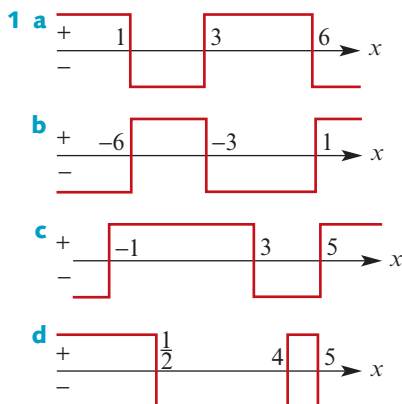 1 a + 1 3 6 x
−
b + −6 −3 1 x
−
c + −1 3 5 x
−
d + 1/2 4 5 x
−